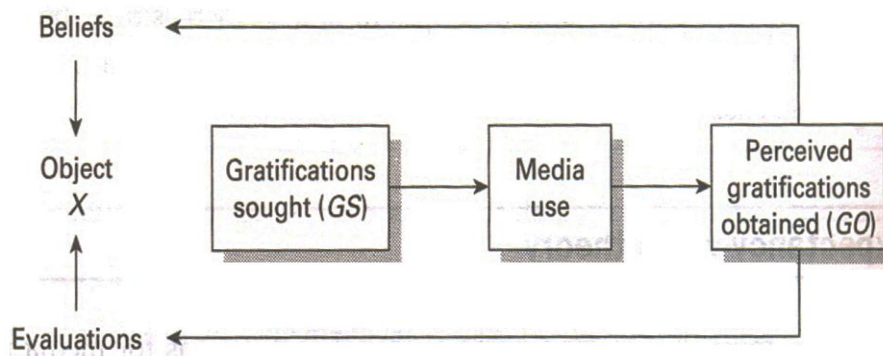 Beliefs
Object
X
Evaluations
Gratifications
sought (GS)
Media
use
Perceived
gratifications
obtained (GO)